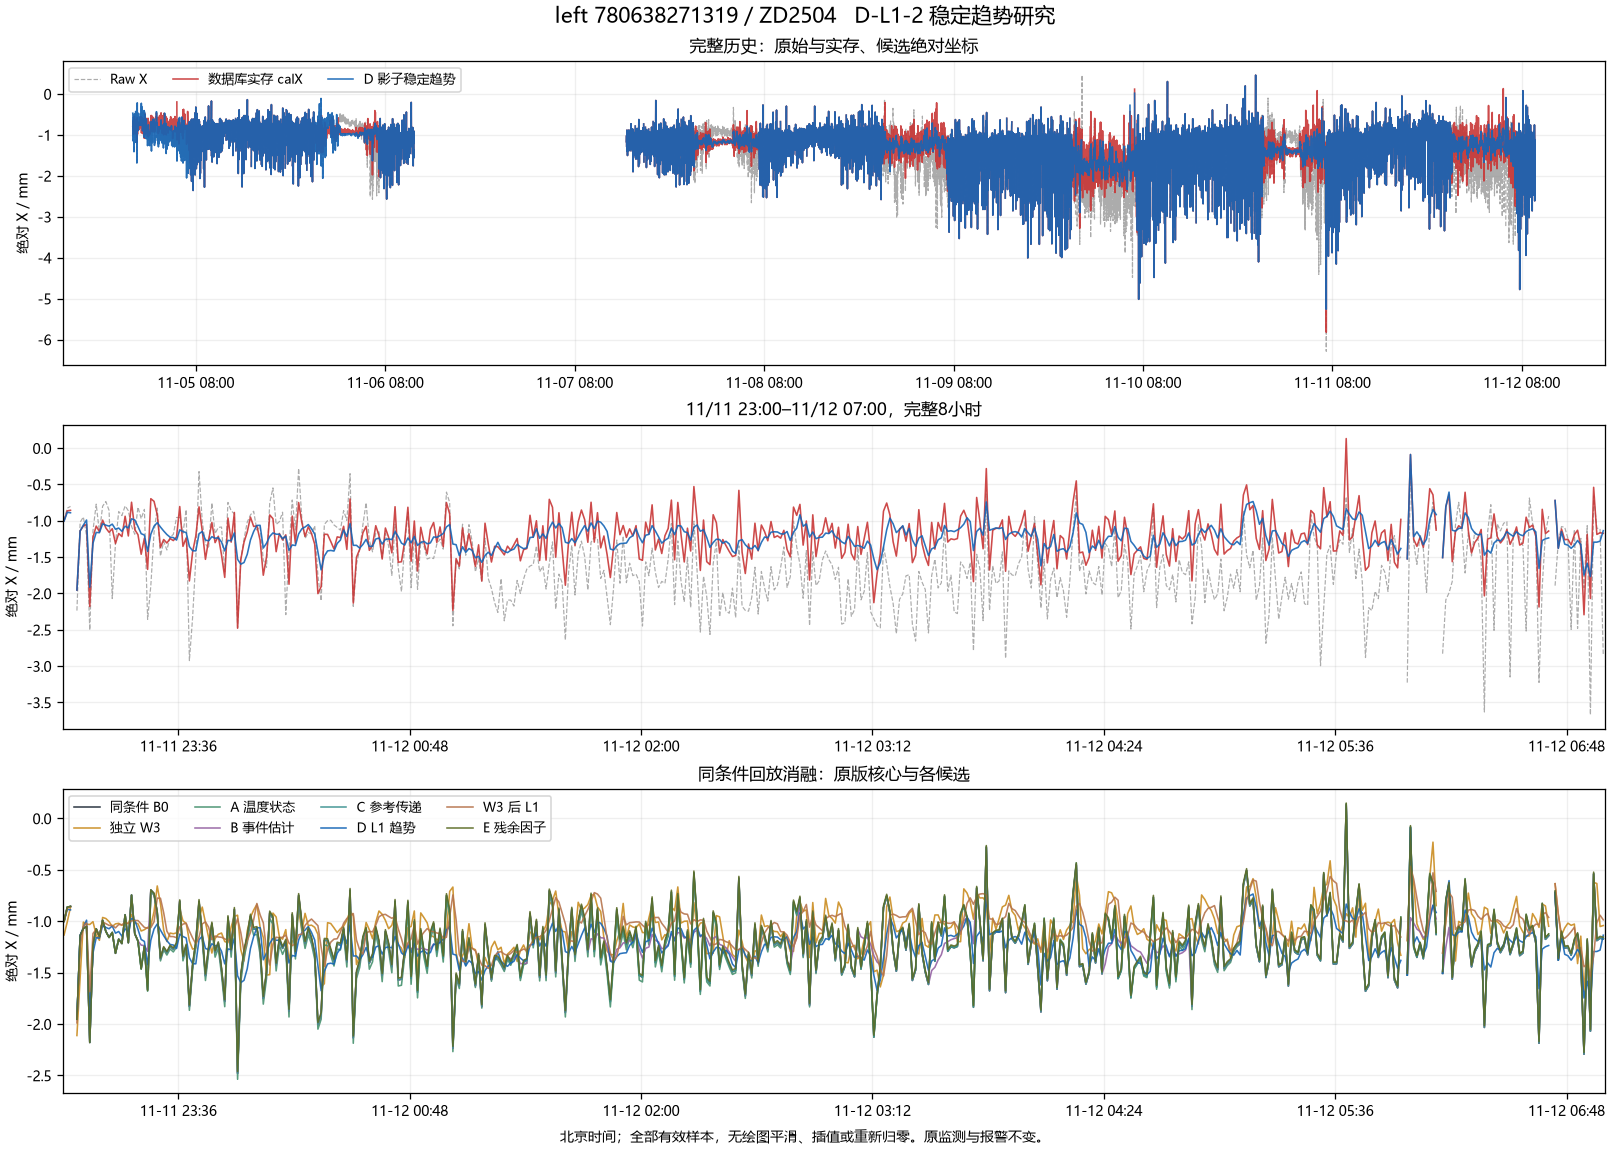 left 780638271319 / ZD2504   D-L1-2 稳定趋势研究
完整历史：原始与实存、候选绝对坐标
Raw X 数据库实存 calX D 影子稳定趋势
绝对 X / mm
0
-1
-2
-3
-4
-5
-6
11-05 08:00 11-06 08:00 11-07 08:00 11-08 08:00 11-09 08:00 11-10 08:00 11-11 08:00 11-12 08:00
11/11 23:00–11/12 07:00，完整8小时
绝对 X / mm
0.0
-0.5
-1.0
-1.5
-2.0
-2.5
-3.0
-3.5
11-11 23:36 11-12 00:48 11-12 02:00 11-12 03:12 11-12 04:24 11-12 05:36 11-12 06:48
同条件回放消融：原版核心与各候选
同条件 B0 A 温度状态 C 参考传递 W3 后 L1
独立 W3 B 事件估计 D L1 趋势 E 残余因子
绝对 X / mm
0.0
-0.5
-1.0
-1.5
-2.0
-2.5
11-11 23:36 11-12 00:48 11-12 02:00 11-12 03:12 11-12 04:24 11-12 05:36 11-12 06:48
北京时间；全部有效样本，无绘图平滑、插值或重新归零。原监测与报警不变。